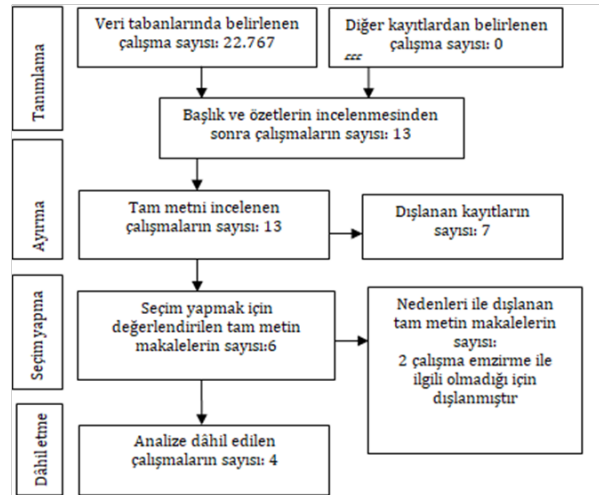 Veri tabanlarında belirlenen
çalışma sayısı: 22.767
Diğer kayıtlardan belirlenen
çalışma sayısı: 0
εεε
Tanımlama
Başlık ve özetlerin incelenmesinden
sonra çalışmaların sayısı: 13
Ayırma
Tam metni incelenen
çalışmaların sayısı: 13
Dışlanan kayıtların
sayısı: 7
Seçim yapma
Seçim yapmak için
değerlendirilen tam metin
makalelerin sayısı:6
Nedenleri ile dışlanan
tam metin makalelerin
sayısı:
2 çalışma emzirme ile
ilgili olmadığı için
dışlanmıştır
Dâhil etme
Analize dâhil edilen
çalışmaların sayısı: 4